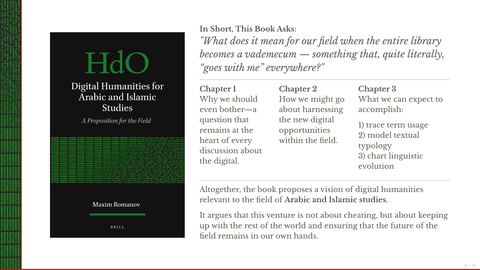 HdO
Digital Humanities for
Arabic and Islamic
Studies
A Proposition for the Field
Maxim Romanov
BRILL
In Short, This Book Asks:
"What does it mean for our field when the entire library
becomes a vademecum — something that, quite literally,
“goes with me” everywhere?"
Chapter 1
Why we should
even bother—a
question that
remains at the
heart of every
discussion about
the digital.
Chapter 2
How we might go
about harnessing
the new digital
opportunities
within the field.
Chapter 3
What we can expect to
accomplish:
1) trace term usage
2) model textual
typology
3) chart linguistic
evolution
Altogether, the book proposes a vision of digital humanities
relevant to the field of Arabic and Islamic studies.
It argues that this venture is not about cheating, but about keeping
up with the rest of the world and ensuring that the future of the
field remains in our own hands.